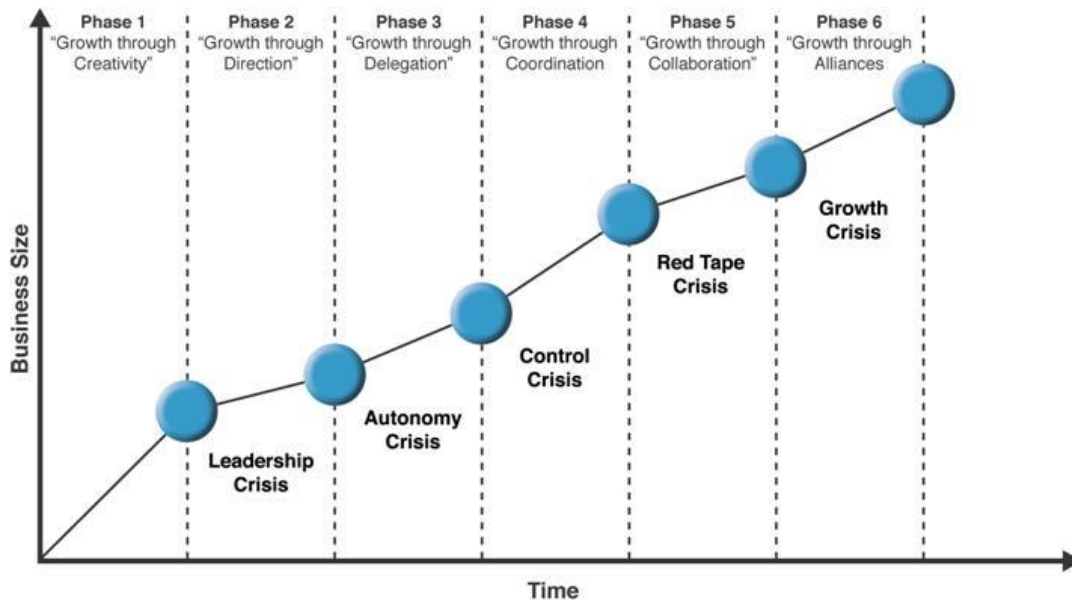 Phase 1
“Growth through
Creativity”
Phase 2
“Growth through
Direction”
Phase 3
“Growth through
Delegation”
Phase 4
“Growth through
Coordination
Phase 5
“Growth through
Collaboration”
Phase 6
“Growth through
Alliances
Business Size
Growth
Crisis
Red Tape
Crisis
Control
Crisis
Autonomy
Crisis
Leadership
Crisis
Time